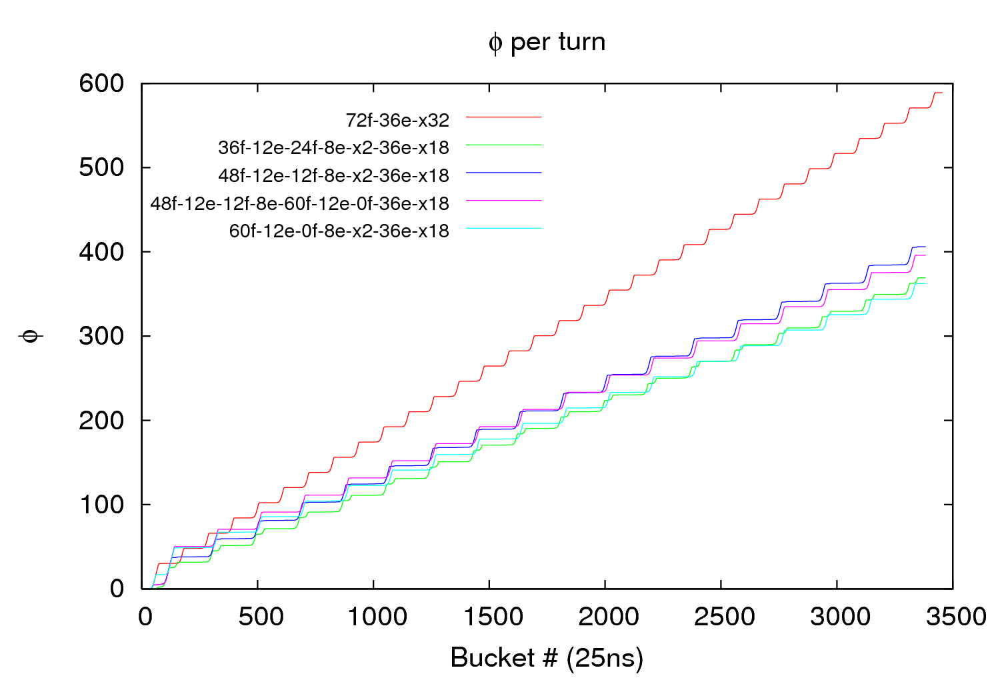 ϕ per turn
600
500
400
300
200
100
0
ϕ
72f-36e-x32
36f-12e-24f-8e-x2-36e-x18
48f-12e-12f-8e-x2-36e-x18
48f-12e-12f-8e-60f-12e-0f-36e-x18
60f-12e-0f-8e-x2-36e-x18
0 500 1000 1500 2000 2500 3000 3500
Bucket # (25ns)